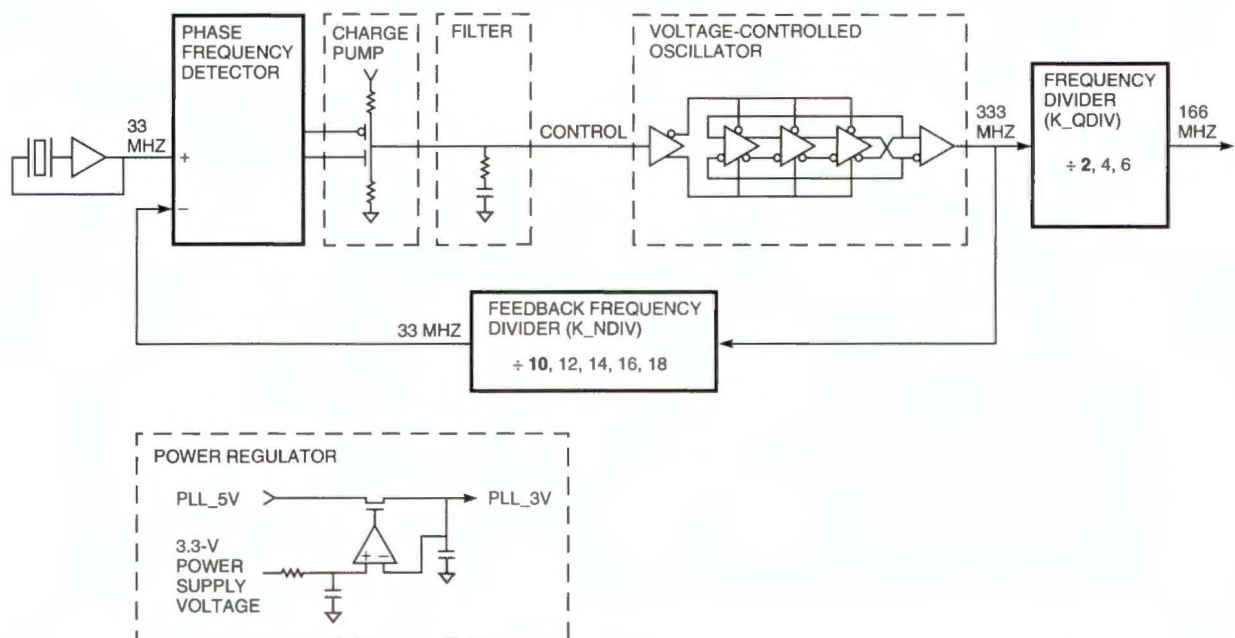 PHASE
FREQUENCY
DETECTOR
CHARGE
PUMP
FILTER
VOLTAGE-CONTROLLED
OSCILLATOR
FREQUENCY
DIVIDER
(K_QDIV)
÷ 2, 4, 6
33
MHZ
+
−
CONTROL
333
MHZ
166
MHZ
FEEDBACK FREQUENCY
DIVIDER (K_NDIV)
÷ 10, 12, 14, 16, 18
33 MHZ
POWER REGULATOR
PLL_5V
PLL_3V
3.3-V
POWER
SUPPLY
VOLTAGE
+ −